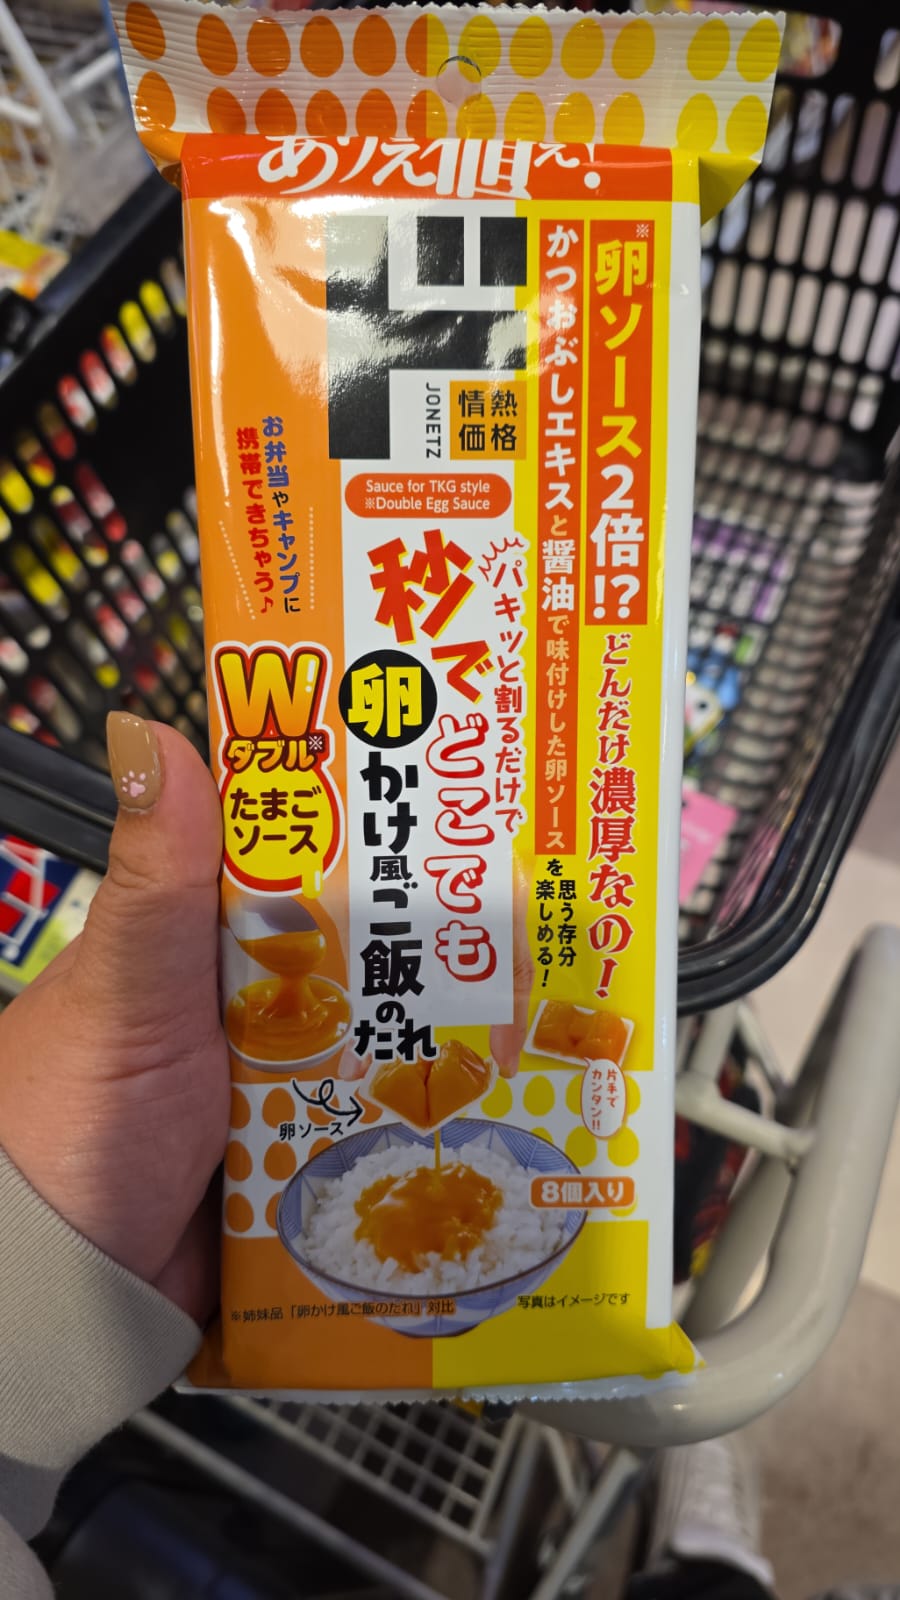 ありえ値ぇ!
ド
JONETZ
情熱
価格
※
卵ソース2倍!?
どんだけ濃厚なの!
かつおぶしエキスと醤油で味付けした卵ソース
を思う存分
楽しめる!
お弁当やキャンプに
携帯できちゃう♪
Sauce for TKG style
※Double Egg Sauce
パキッと割るだけで
秒でどこでも
卵かけ風ご飯のたれ
W
ダブル※
たまご
ソース
片手で
カンタン!!
卵ソース
8個入り
※姉妹品「卵かけ風ご飯のたれ」対比
写真はイメージです